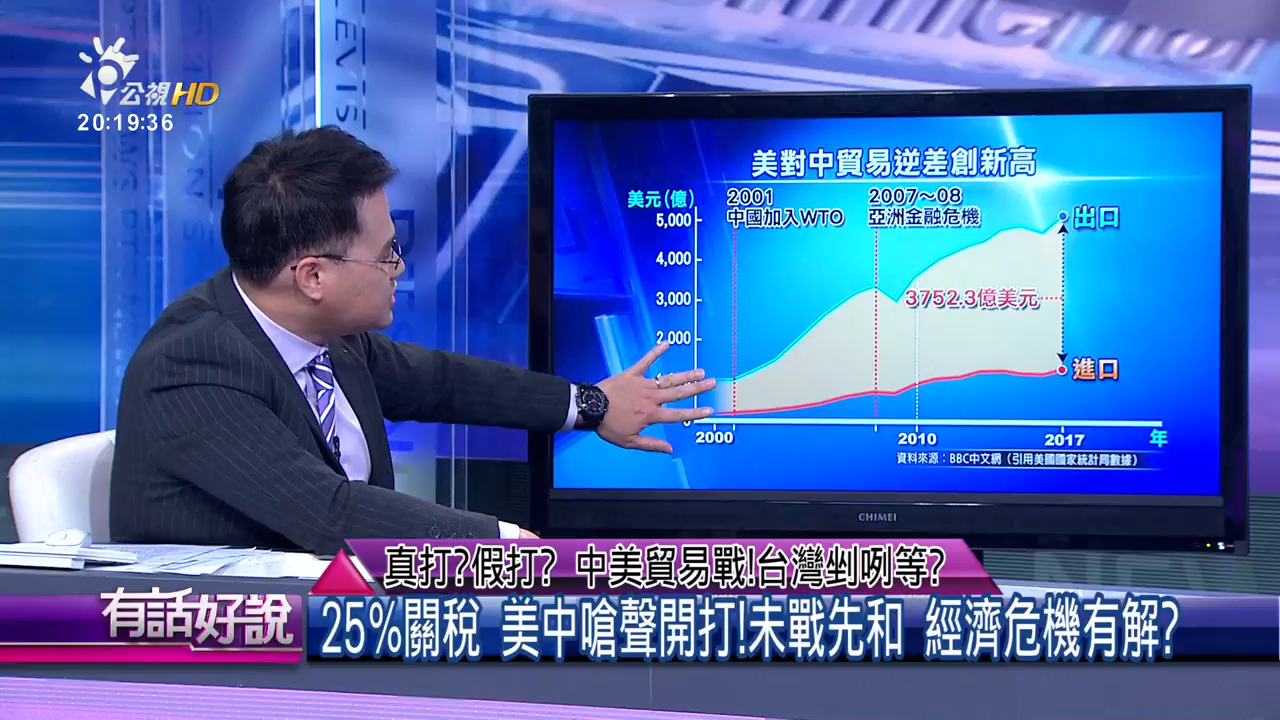 公視HD
20:19:36
美對中貿易逆差創新高
美元(億)
2001
中國加入WTO
2007～08
亞洲金融危機
5,000
4,000
3,000
2,000
0
出口
3752.3億美元
進口
2000
2010
2017
年
資料來源：BBC中文網（引用美國國家統計局數據）
CHIMEI
真打?假打? 中美貿易戰!台灣剉咧等?
有話好說
25%關稅 美中嗆聲開打!未戰先和 經濟危機有解?